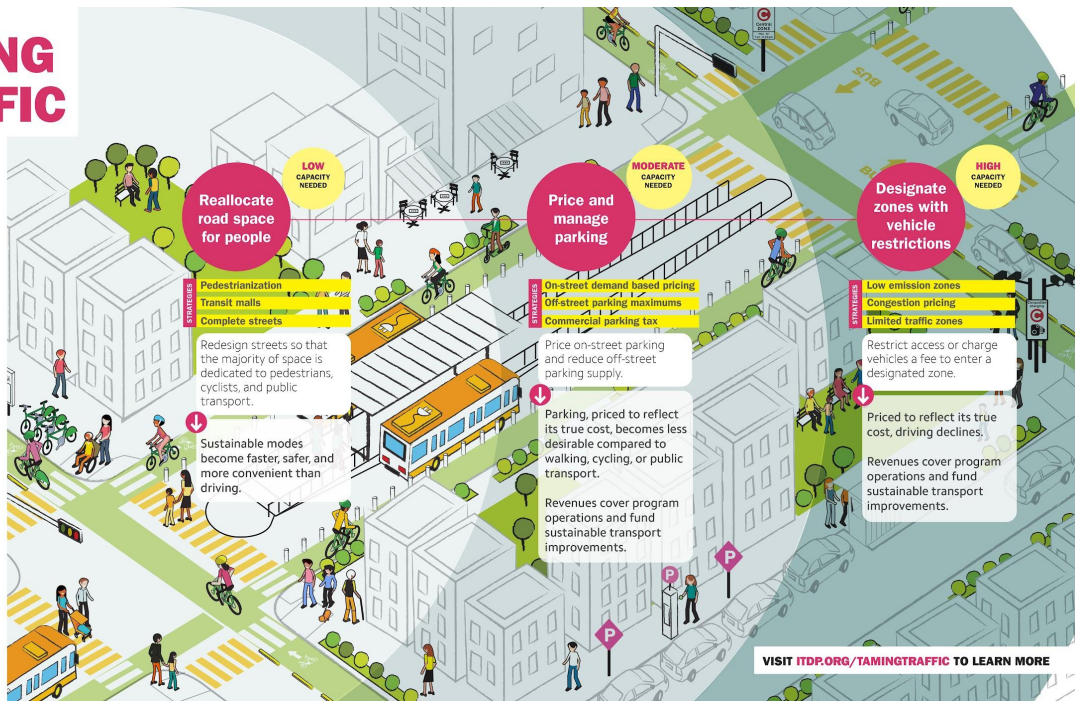 NG
FFIC
LOW
CAPACITY
NEEDED
Reallocate
road space
for people
STRATEGIES
Pedestrianization
Transit malls
Complete streets
Redesign streets so that
the majority of space is
dedicated to pedestrians,
cyclists, and public
transport.
Sustainable modes
become faster, safer, and
more convenient than
driving.
MODERATE
CAPACITY
NEEDED
Price and
manage
parking
STRATEGIES
On-street demand based pricing
Off-street parking maximums
Commercial parking tax
Price on-street parking
and reduce off-street
parking supply.
Parking, priced to reflect
its true cost, becomes less
desirable compared to
walking, cycling, or public
transport.
Revenues cover program
operations and fund
sustainable transport
improvements.
HIGH
CAPACITY
NEEDED
Designate
zones with
vehicle
restrictions
STRATEGIES
Low emission zones
Congestion pricing
Limited traffic zones
Restrict access or charge
vehicles a fee to enter a
designated zone.
Priced to reflect its true
cost, driving declines.
Revenues cover program
operations and fund
sustainable transport
improvements.
C
Central
ZONE
BUS
C
P
P
P
VISIT ITDP.ORG/TAMINGTRAFFIC TO LEARN MORE